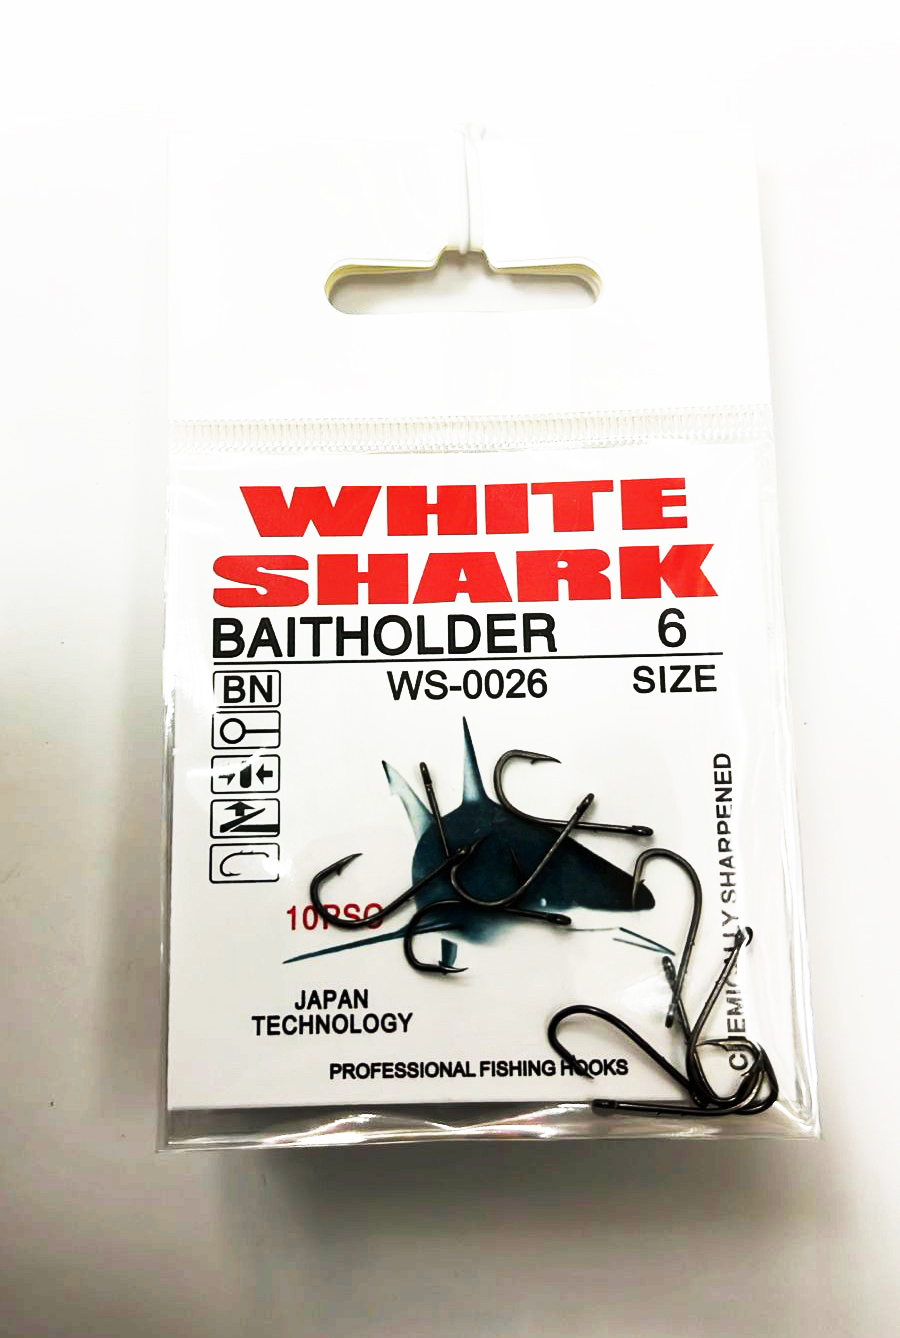 WHITE
SHARK
BAITHOLDER 6
BN WS-0026 SIZE
CHEMICALLY SHARPENED
10PSC
JAPAN
TECHNOLOGY
PROFESSIONAL FISHING HOOKS